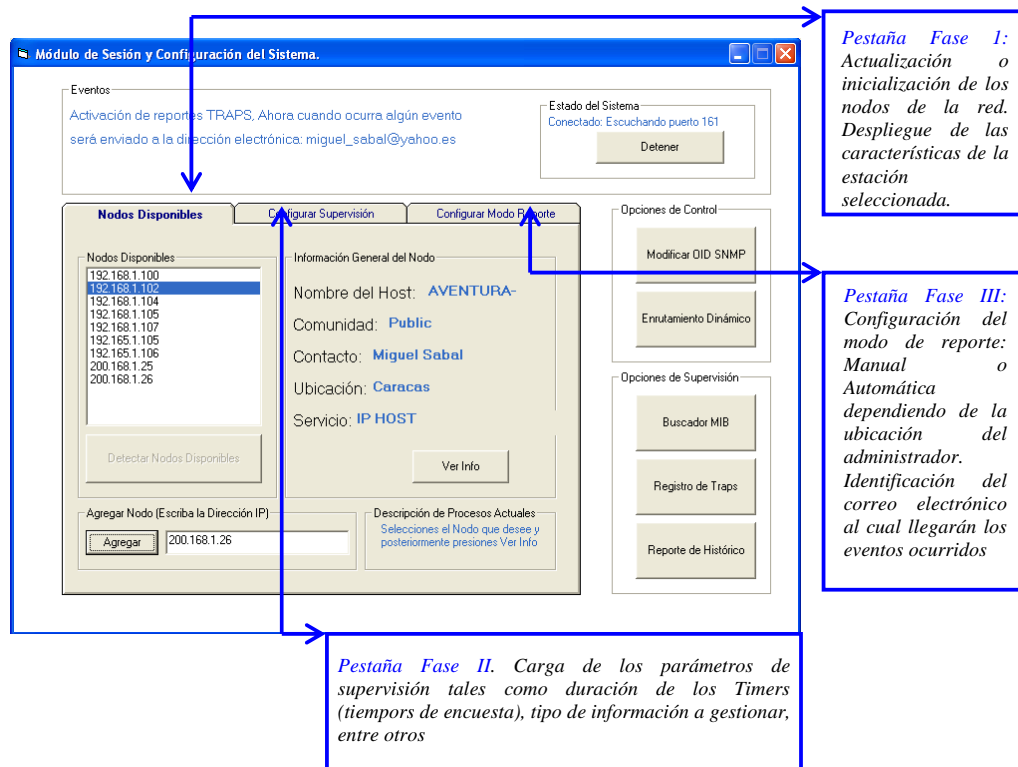 Módulo de Sesión y Configuración del Sistema.
Eventos
Activación de reportes TRAPS, Ahora cuando ocurra algún evento
será enviado a la dirección electrónica: miguel_sabal@yahoo.es
Estado del Sistema
Conectado: Escuchando puerto 161
Detener
Nodos Disponibles
Configurar Supervisión
Configurar Modo Reporte
Nodos Disponibles
192.168.1.100
192.168.1.102
192.168.1.104
192.168.1.105
192.168.1.107
192.165.1.105
192.165.1.106
200.168.1.25
200.168.1.26
Detectar Nodos Disponibles
Información General del Nodo
Nombre del Host: AVENTURA-
Comunidad: Public
Contacto: Miguel Sabal
Ubicación: Caracas
Servicio: IP HOST
Ver Info
Agregar Nodo (Escriba la Dirección IP)
Agregar
200.168.1.26
Descripción de Procesos Actuales
Selecciones el Nodo que desee y
posteriormente presiones Ver Info
Opciones de Control
Modificar OID SNMP
Enrutamiento Dinámico
Opciones de Supervisión
Buscador MIB
Registro de Traps
Reporte de Histórico
Pestaña Fase 1:
Actualización o
inicialización de los
nodos de la red.
Despliegue de las
características de la
estación
seleccionada.
Pestaña Fase III:
Configuración del
modo de reporte:
Manual o
Automática
dependiendo de la
ubicación del
administrador.
Identificación del
correo electrónico
al cual llegarán los
eventos ocurridos
Pestaña Fase II. Carga de los parámetros de
supervisión tales como duración de los Timers
(tiempors de encuesta), tipo de información a gestionar,
entre otros